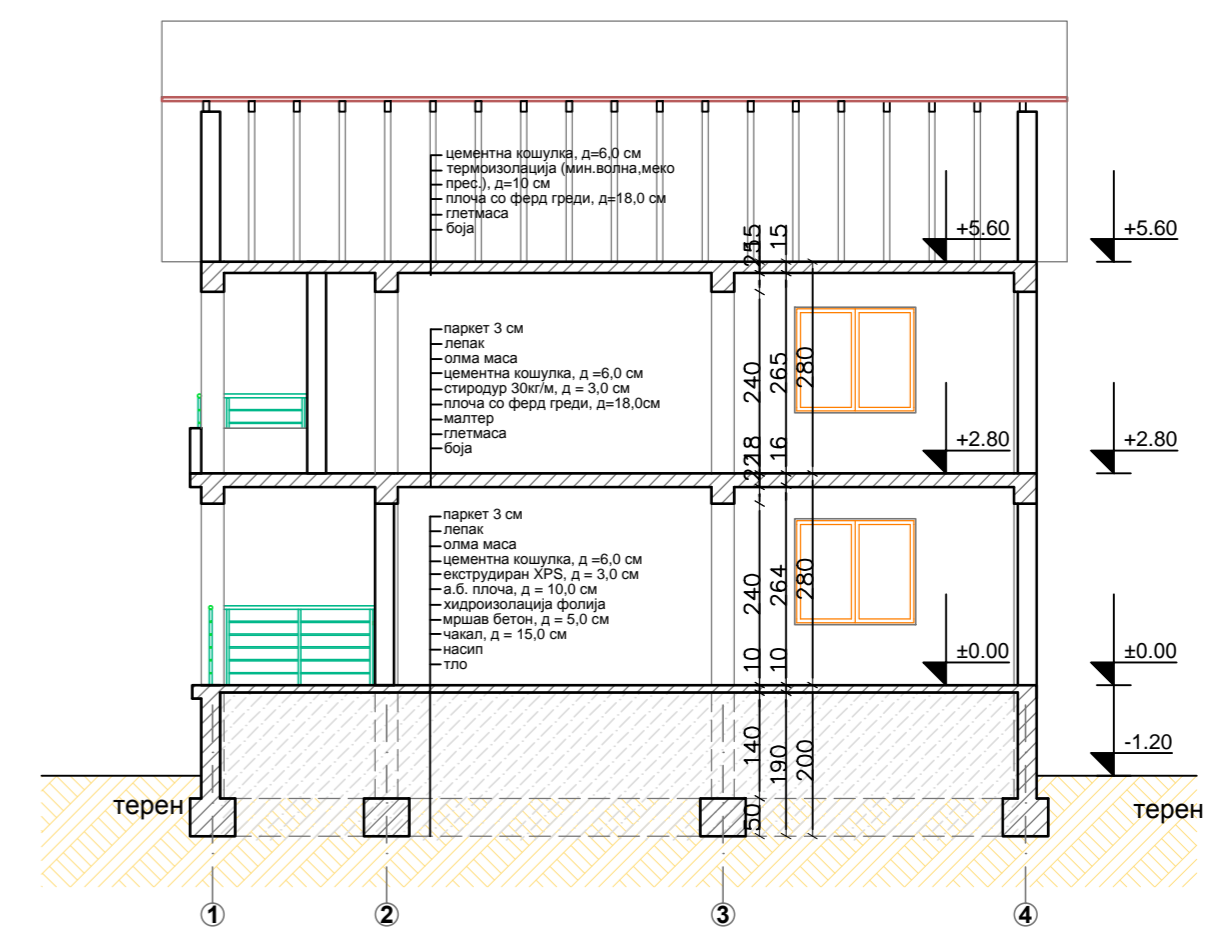 цементна кошулка, д=6,0 см
термоизолација (мин.волна,меко
прес.), д=10 см
плоча со ферд греди, д=18,0 см
глетмаса
боја
15
+5.60
+5.60
паркет 3 см
лепак
олма маса
цементна кошулка, д =6,0 см
стиродур 30кг/м, д = 3,0 см
плоча со ферд греди, д=18,0см
малтер
глетмаса
боја
240
265
280
18
16
+2.80
+2.80
паркет 3 см
лепак
олма маса
цементна кошулка, д =6,0 см
екструдиран XPS, д = 3,0 см
а.б. плоча, д = 10,0 см
хидроизолација фолија
мршав бетон, д = 5,0 см
чакал, д = 15,0 см
насип
тло
240
264
280
10
10
±0.00
±0.00
140
190
200
50
-1.20
терен
терен
1
2
3
4